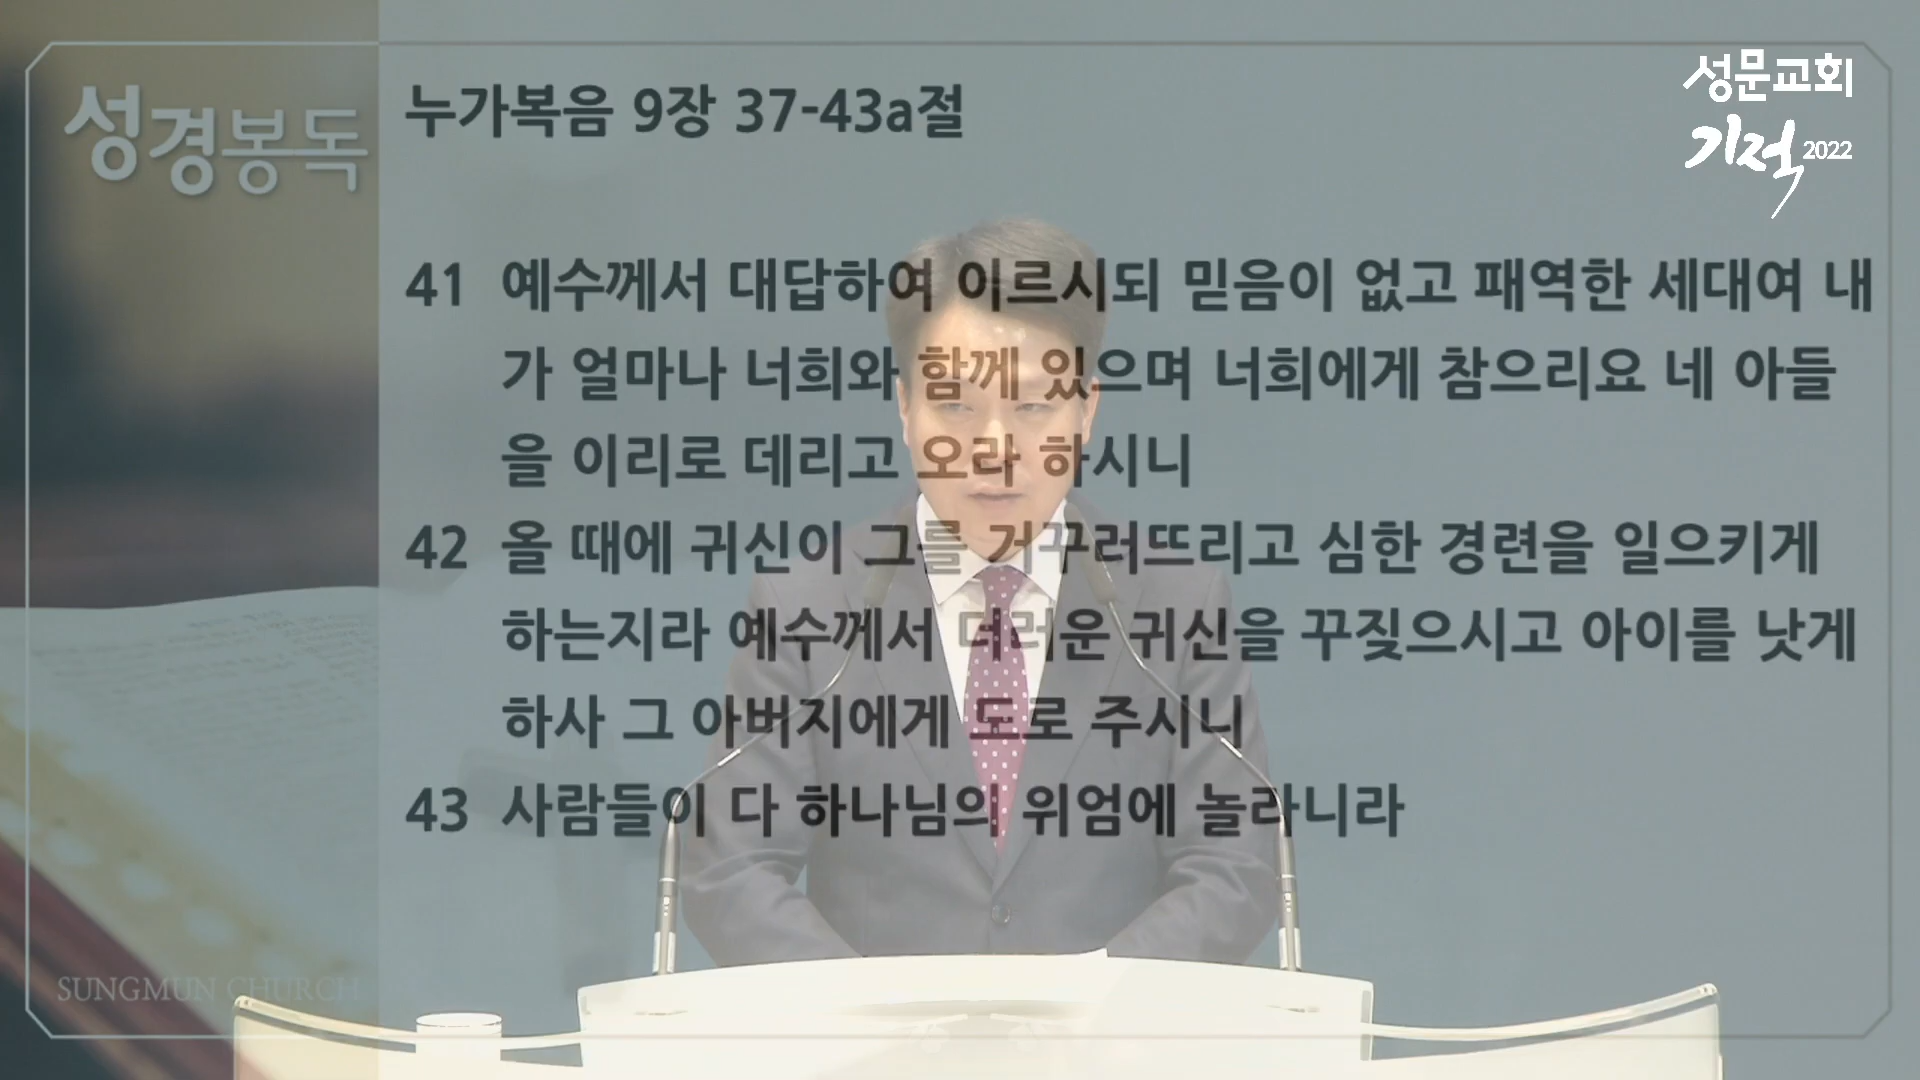 성경봉독
누가복음 9장 37-43a절
성문교회
기적 2022
41 예수께서 대답하여 이르시되 믿음이 없고 패역한 세대여 내
가 얼마나 너희와 함께 있으며 너희에게 참으리요 네 아들
을 이리로 데리고 오라 하시니
42 올 때에 귀신이 그를 거꾸러뜨리고 심한 경련을 일으키게
하는지라 예수께서 더러운 귀신을 꾸짖으시고 아이를 낫게
하사 그 아버지에게 도로 주시니
43 사람들이 다 하나님의 위엄에 놀라니라
SUNGMUN CHURCH